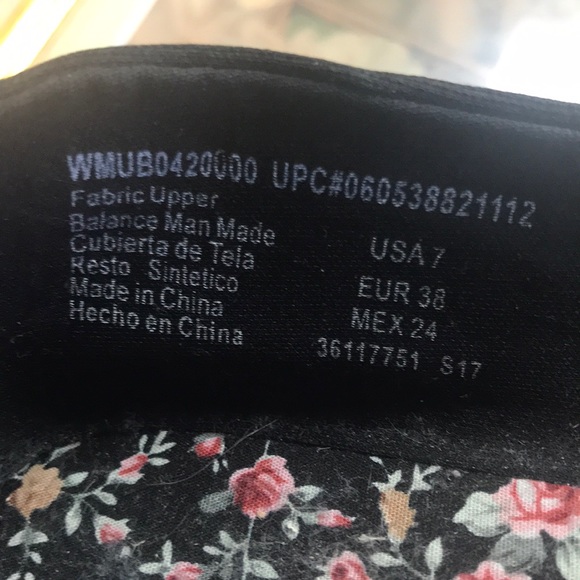 WMUB0420000 UPC#060538821112
Fabric Upper
Balance Man Made
Cubierta de Tela
Resto Sintetico
Made in China
Hecho en China
USA 7
EUR 38
MEX 24
36117751 S17